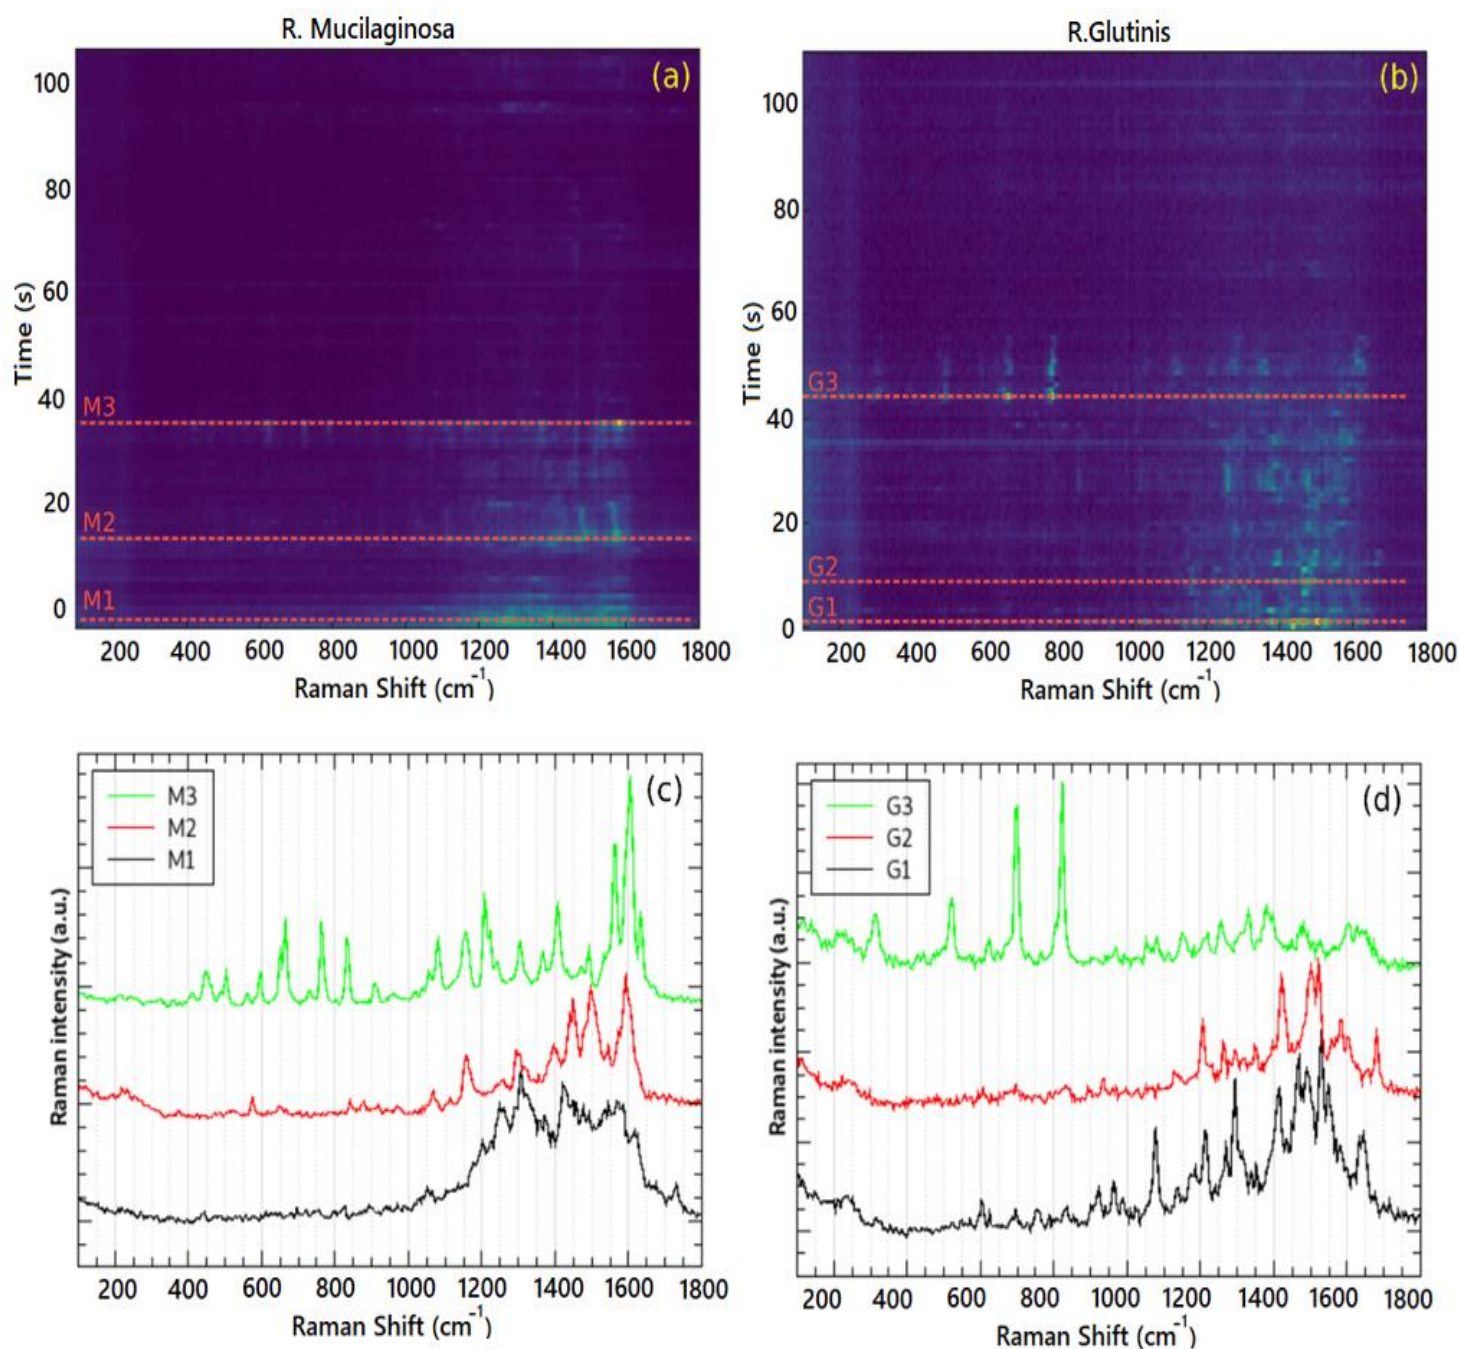 R. Mucilaginosa
(a)
100
80
60
40
20
0
Time (s)
M3
M2
M1
200 400 600 800 1000 1200 1400 1600 1800
Raman Shift (cm⁻¹)
R.Glutinis
(b)
100
80
60
40
20
0
Time (s)
G3
G2
G1
200 400 600 800 1000 1200 1400 1600 1800
Raman Shift (cm⁻¹)
(c)
M3
M2
M1
Raman intensity (a.u.)
200 400 600 800 1000 1200 1400 1600 1800
Raman Shift (cm⁻¹)
(d)
G3
G2
G1
Raman intensity (a.u.)
200 400 600 800 1000 1200 1400 1600 1800
Raman Shift (cm⁻¹)